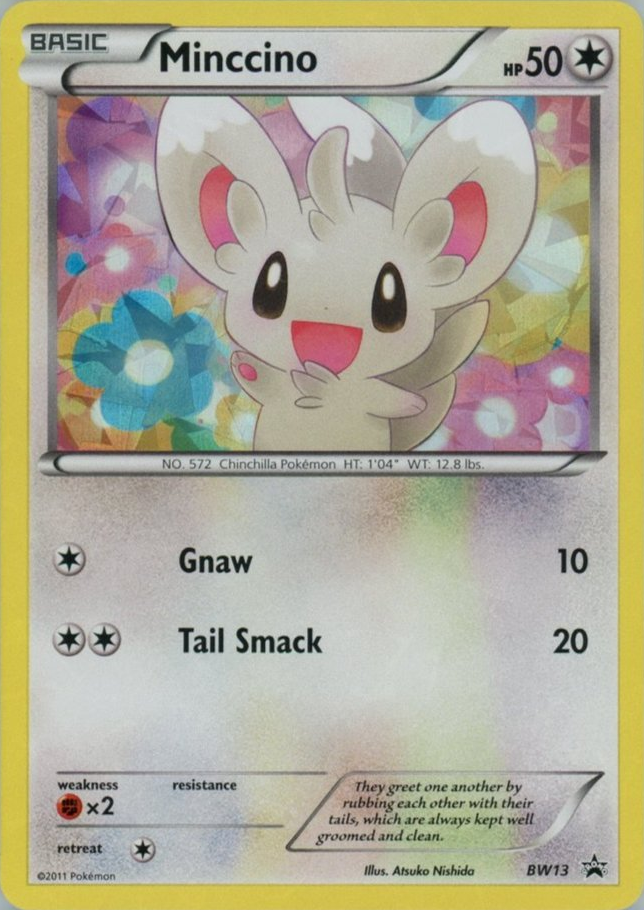 BASIC
Minccino
HP50
NO. 572 Chinchilla Pokémon HT: 1'04" WT: 12.8 lbs.
Gnaw 10
Tail Smack 20
weakness resistance
×2
They greet one another by
rubbing each other with their
tails, which are always kept well
groomed and clean.
retreat
©2011 Pokémon
Illus. Atsuko Nishida
BW13